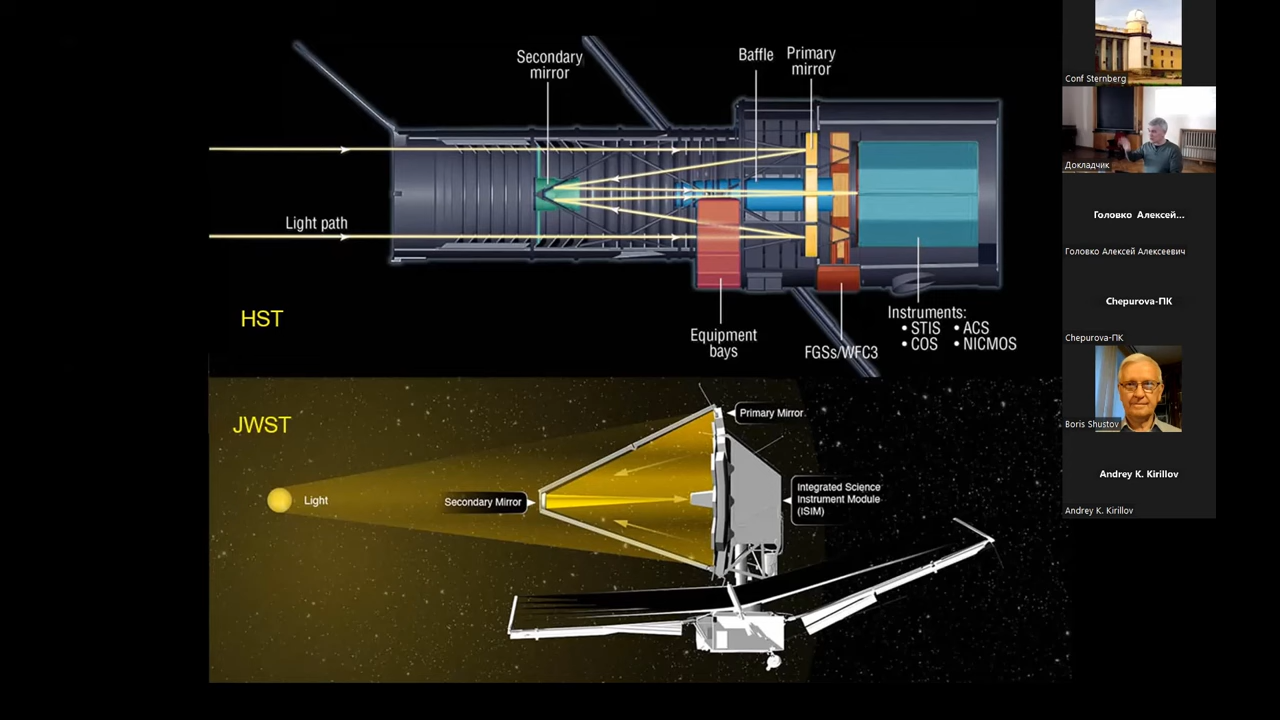 Secondary
mirror
Baffle
Primary
mirror
Light path
HST
Equipment
bays
FGSs/WFC3
Instruments:
• STIS • ACS
• COS • NICMOS
JWST
Primary Mirror
Light
Secondary Mirror
Integrated Science
Instrument Module
(ISIM)
Conf Sternberg
Докладчик
Головко Алексей...
Головко Алексей Алексеевич
Chepurova-ПК
Chepurova-ПК
Boris Shustov
Andrey K. Kirillov
Andrey K. Kirillov